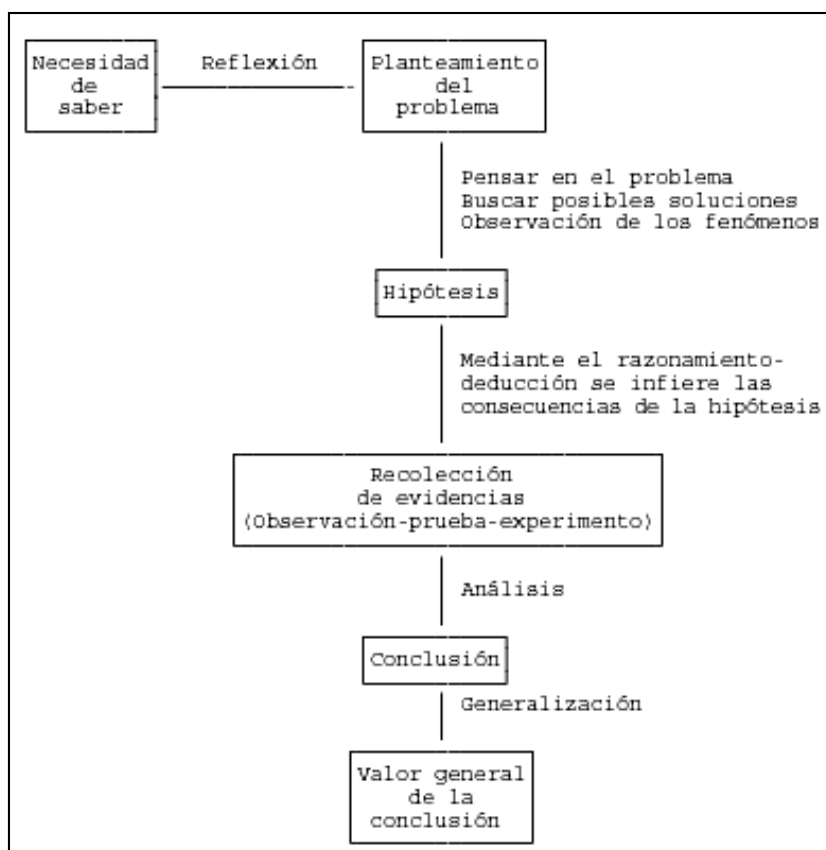 Necesidad
de
saber
Reflexión
Planteamiento
del
problema
Pensar en el problema
Buscar posibles soluciones
Observación de los fenómenos
Hipótesis
Mediante el razonamiento-
deducción se infiere las
consecuencias de la hipótesis
Recolección
de evidencias
(Observación-prueba-experimento)
Análisis
Conclusión
Generalización
Valor general
de la
conclusión